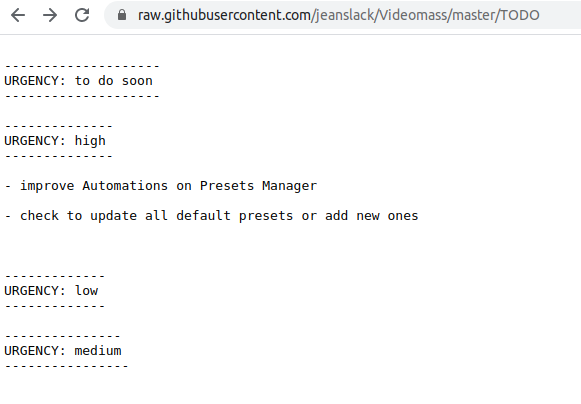 raw.githubusercontent.com/jeanslack/Videomass/master/TODO
--------------------
URGENCY: to do soon
--------------------
--------------
URGENCY: high
--------------
- improve Automations on Presets Manager
- check to update all default presets or add new ones
-------------
URGENCY: low
-------------
---------------
URGENCY: medium
----------------